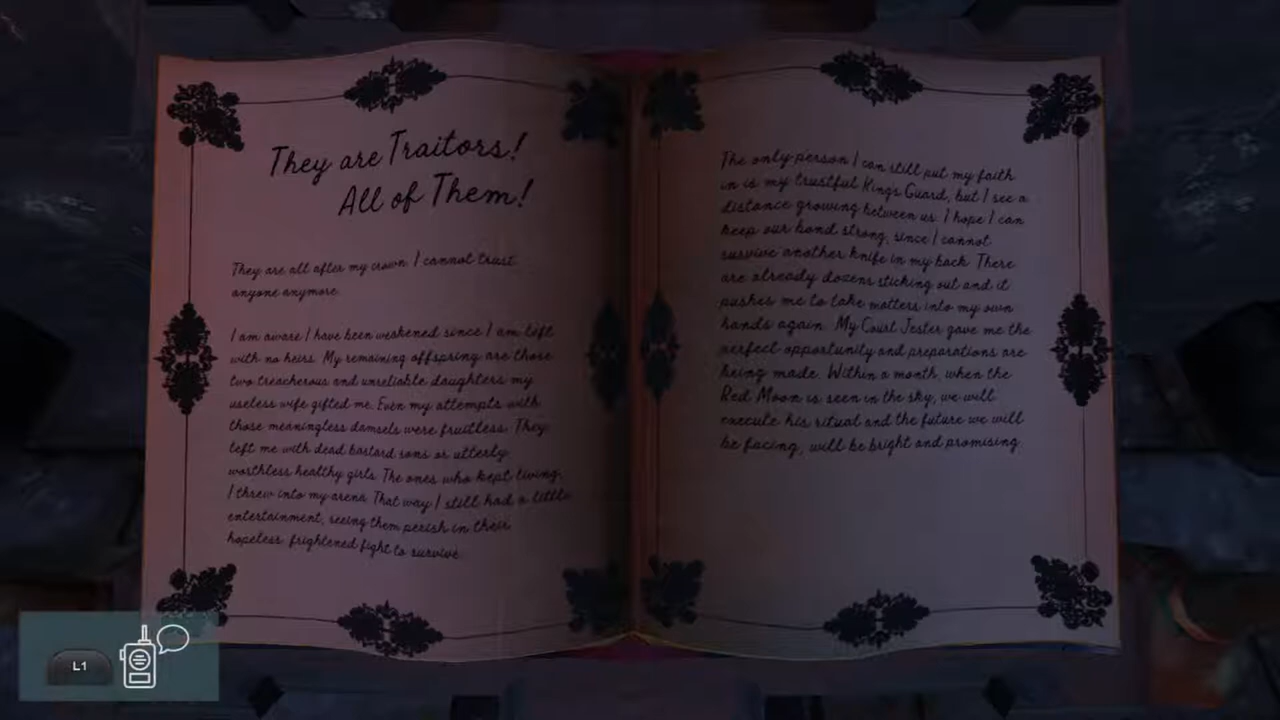 They are Traitors!
All of Them!
They are all after my crown. I cannot trust
anyone anymore.
I am aware I have been weakened since I am left
with no heirs. My remaining offspring are those
two treacherous and unreliable daughters my
useless wife gifted me. Even my attempts with
those meaningless damsels were fruitless. They
left me with dead bastard sons or utterly
worthless healthy girls. The ones who kept living,
I threw into my arena. That way I still had a little
entertainment, seeing them perish in their
hopeless, frightened fight to survive.
The only person I can still put my faith
in is my trustful Kings Guard, but I see a
distance growing between us. I hope I can
keep our bond strong, since I cannot
survive another knife in my back. There
are already dozens sticking out and it
pushes me to take matters into my own
hands again. My Court Jester gave me the
perfect opportunity and preparations are
being made. Within a month, when the
Red Moon is seen in the sky, we will
execute his ritual and the future we will
be facing, will be bright and promising.
L1